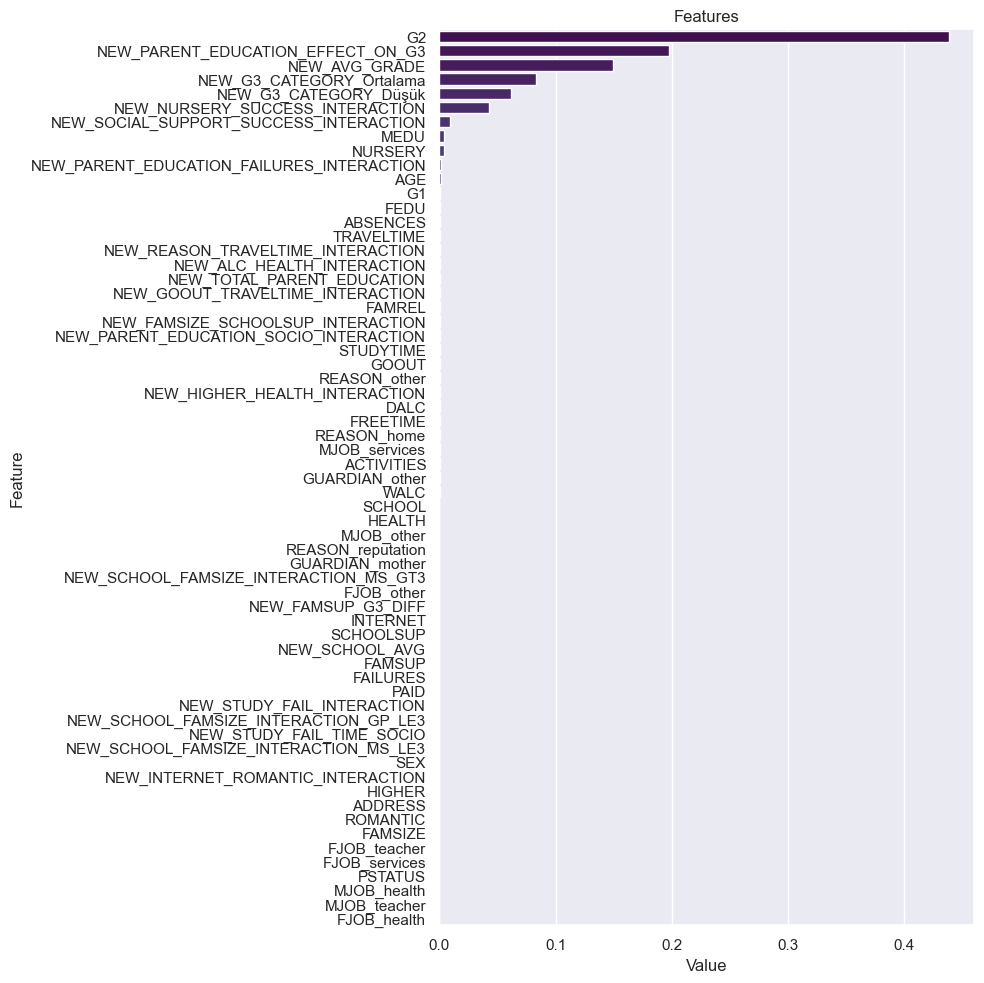 Features
G2
NEW_PARENT_EDUCATION_EFFECT_ON_G3
NEW_AVG_GRADE
NEW_G3_CATEGORY_Ortalama
NEW_G3_CATEGORY_Düşük
NEW_NURSERY_SUCCESS_INTERACTION
NEW_SOCIAL_SUPPORT_SUCCESS_INTERACTION
MEDU
NURSERY
NEW_PARENT_EDUCATION_FAILURES_INTERACTION
AGE
G1
FEDU
ABSENCES
TRAVELTIME
NEW_REASON_TRAVELTIME_INTERACTION
NEW_ALC_HEALTH_INTERACTION
NEW_TOTAL_PARENT_EDUCATION
NEW_GOOUT_TRAVELTIME_INTERACTION
FAMREL
NEW_FAMSIZE_SCHOOLSUP_INTERACTION
NEW_PARENT_EDUCATION_SOCIO_INTERACTION
STUDYTIME
GOOUT
REASON_other
NEW_HIGHER_HEALTH_INTERACTION
DALC
FREETIME
REASON_home
MJOB_services
ACTIVITIES
GUARDIAN_other
WALC
SCHOOL
HEALTH
MJOB_other
REASON_reputation
GUARDIAN_mother
NEW_SCHOOL_FAMSIZE_INTERACTION_MS_GT3
FJOB_other
NEW_FAMSUP_G3_DIFF
INTERNET
SCHOOLSUP
NEW_SCHOOL_AVG
FAMSUP
FAILURES
PAID
NEW_STUDY_FAIL_INTERACTION
NEW_SCHOOL_FAMSIZE_INTERACTION_GP_LE3
NEW_STUDY_FAIL_TIME_SOCIO
NEW_SCHOOL_FAMSIZE_INTERACTION_MS_LE3
SEX
NEW_INTERNET_ROMANTIC_INTERACTION
HIGHER
ADDRESS
ROMANTIC
FAMSIZE
FJOB_teacher
FJOB_services
PSTATUS
MJOB_health
MJOB_teacher
FJOB_health
Feature
0.0 0.1 0.2 0.3 0.4
Value